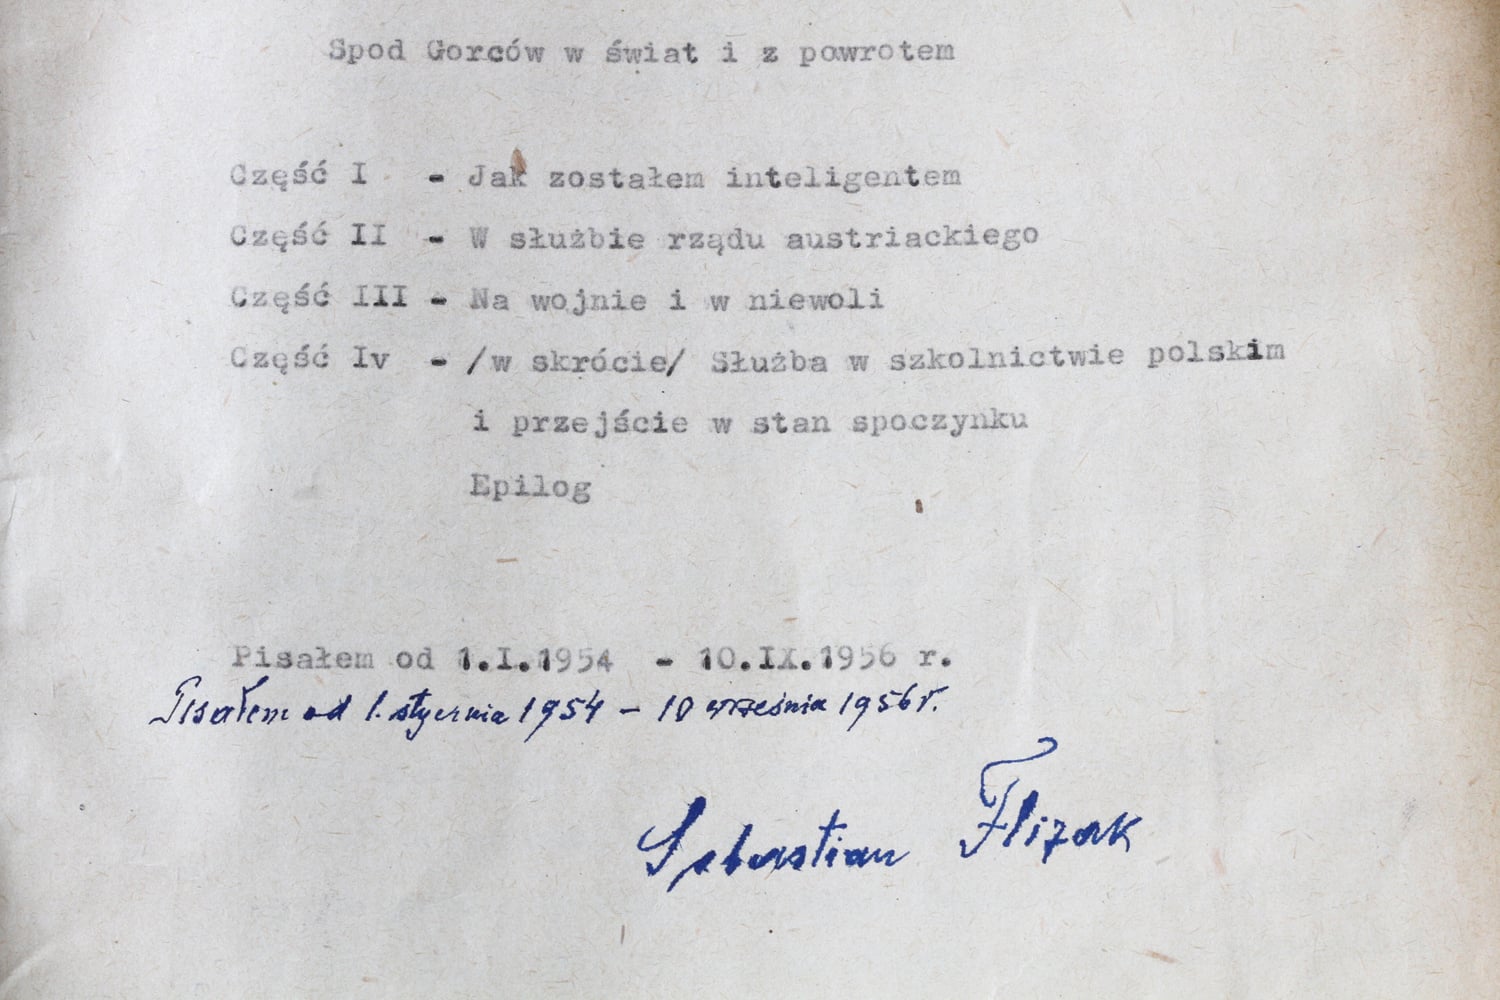 Spod Gorców w świat i z powrotem
Część I - Jak zostałem inteligentem
Część II - W służbie rządu austriackiego
Część III - Na wojnie i w niewoli
Część Iv - /w skrócie/ Służba w szkolnictwie polskim
i przejście w stan spoczynku
Epilog
Pisałem od 1.I.1954 - 10.IX.1956 r.
Pisałem od 1. stycznia 1954 - 10 września 1956 r.
Sebastian Flizak